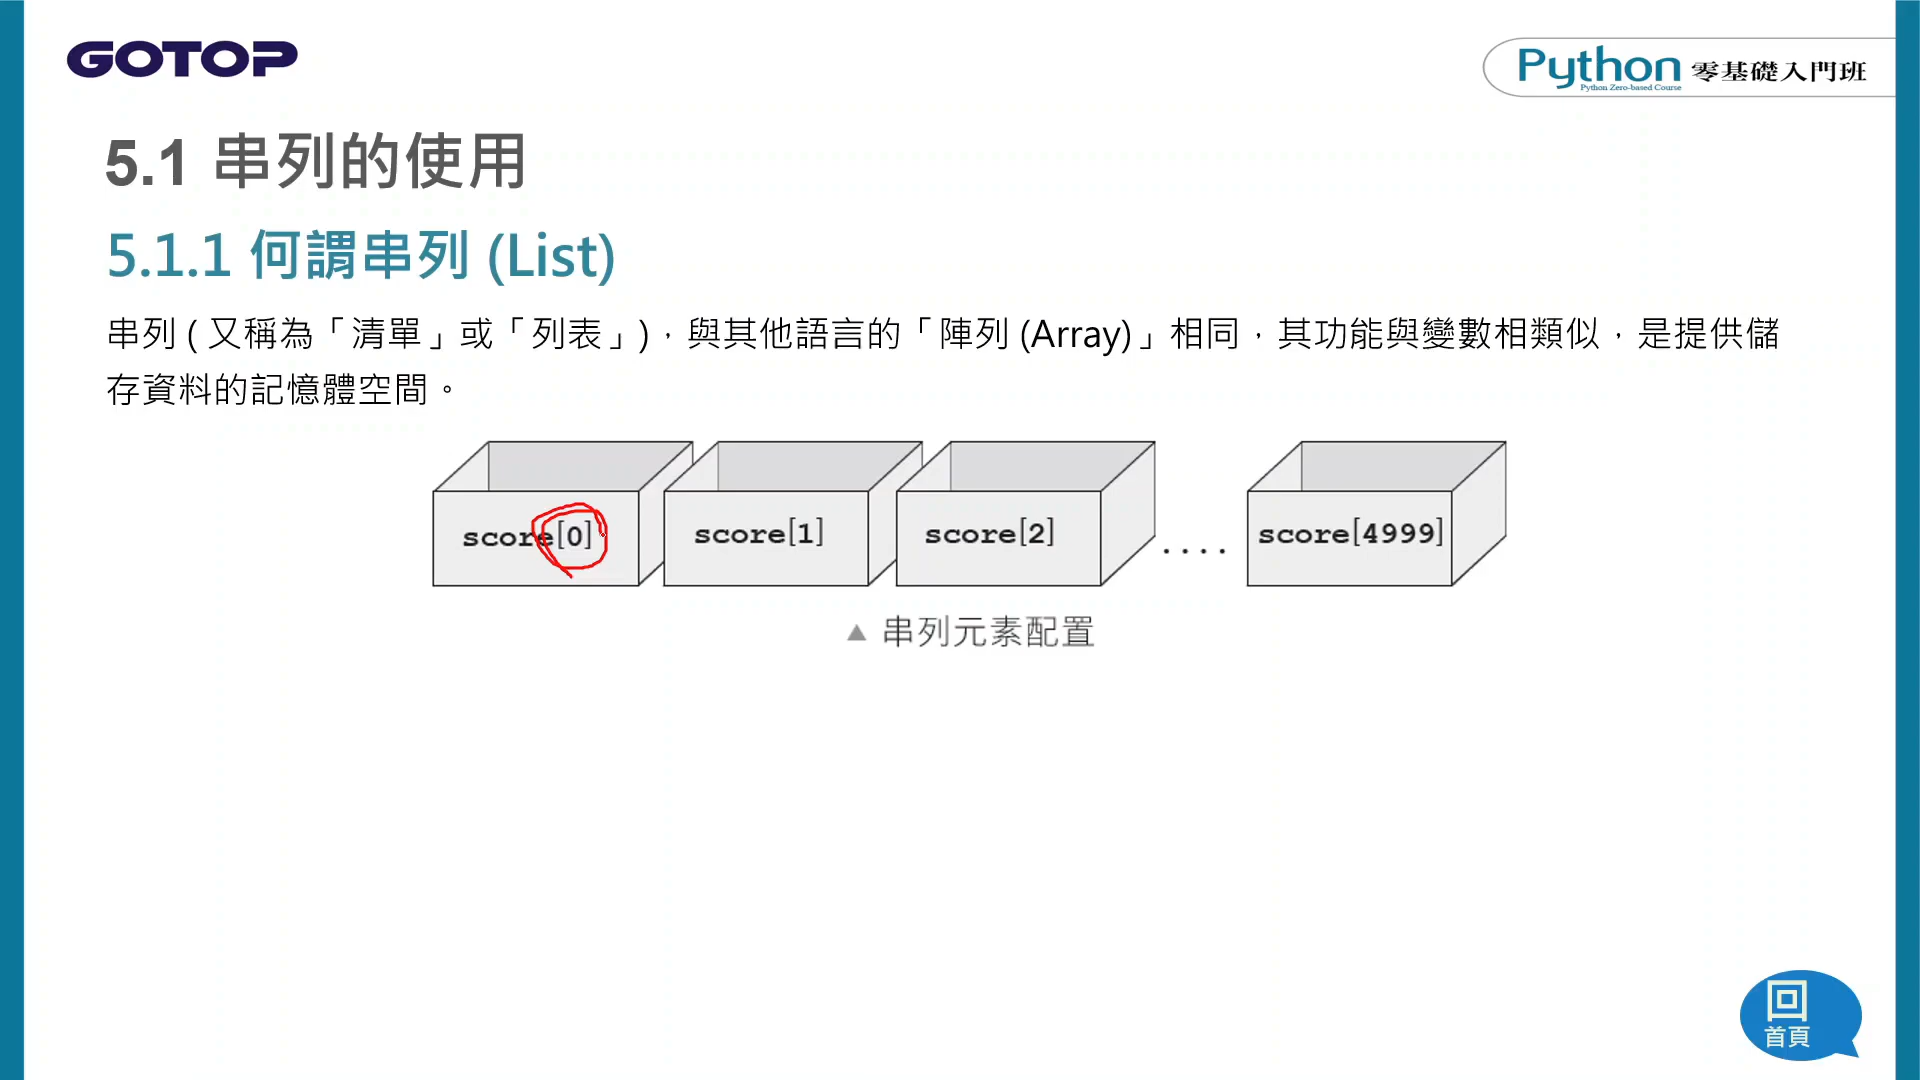 GOTOP
Python 零基礎入門班
Python Zero-based Course
5.1 串列的使用
5.1.1 何謂串列 (List)
串列 ( 又稱為「清單」或「列表」)，與其他語言的「陣列 (Array)」相同，其功能與變數相類似，是提供儲
存資料的記憶體空間。
score[0] score[1] score[2] .... score[4999]
▲ 串列元素配置
回
首頁